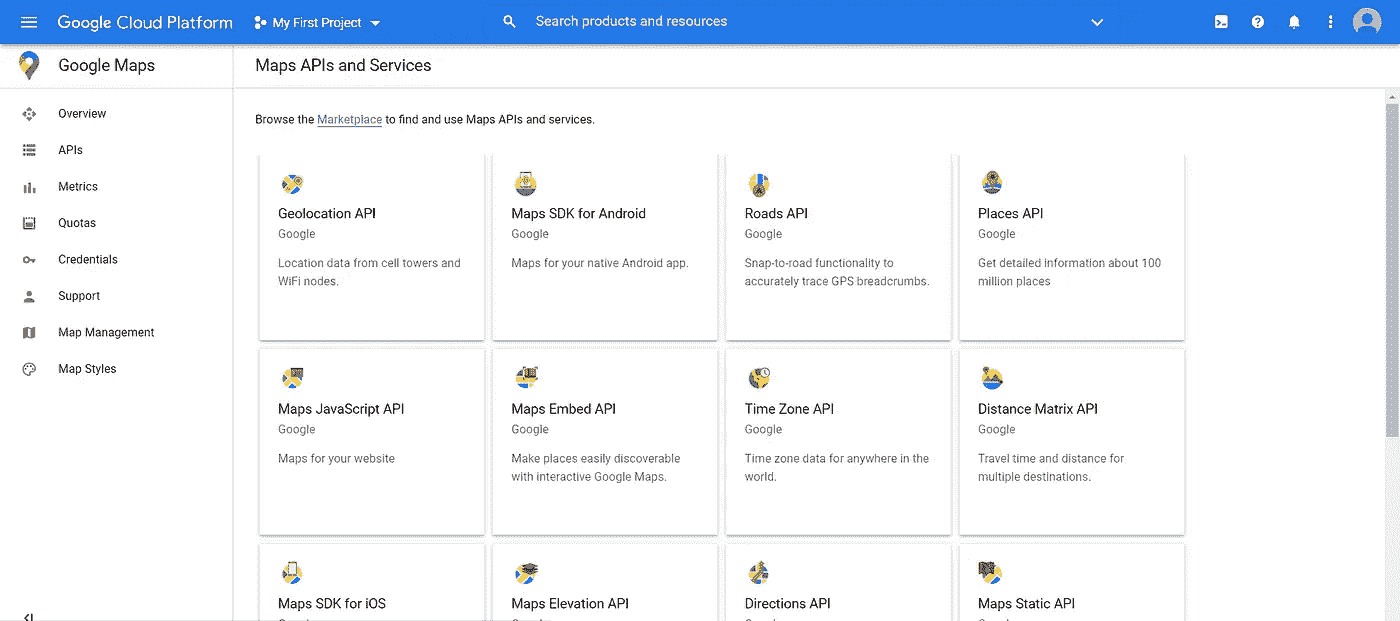 Google Cloud Platform
My First Project
Search products and resources
Google Maps
Maps APIs and Services
Overview
APIs
Metrics
Quotas
Credentials
Support
Map Management
Map Styles
Browse the Marketplace to find and use Maps APIs and services.
Geolocation API
Google
Location data from cell towers and
WiFi nodes.
Maps SDK for Android
Google
Maps for your native Android app.
Roads API
Google
Snap-to-road functionality to
accurately trace GPS breadcrumbs.
Places API
Google
Get detailed information about 100
million places
Maps JavaScript API
Google
Maps for your website
Maps Embed API
Google
Make places easily discoverable
with interactive Google Maps.
Time Zone API
Google
Time zone data for anywhere in the
world.
Distance Matrix API
Google
Travel time and distance for
multiple destinations.
Maps SDK for iOS
Maps Elevation API
Directions API
Maps Static API